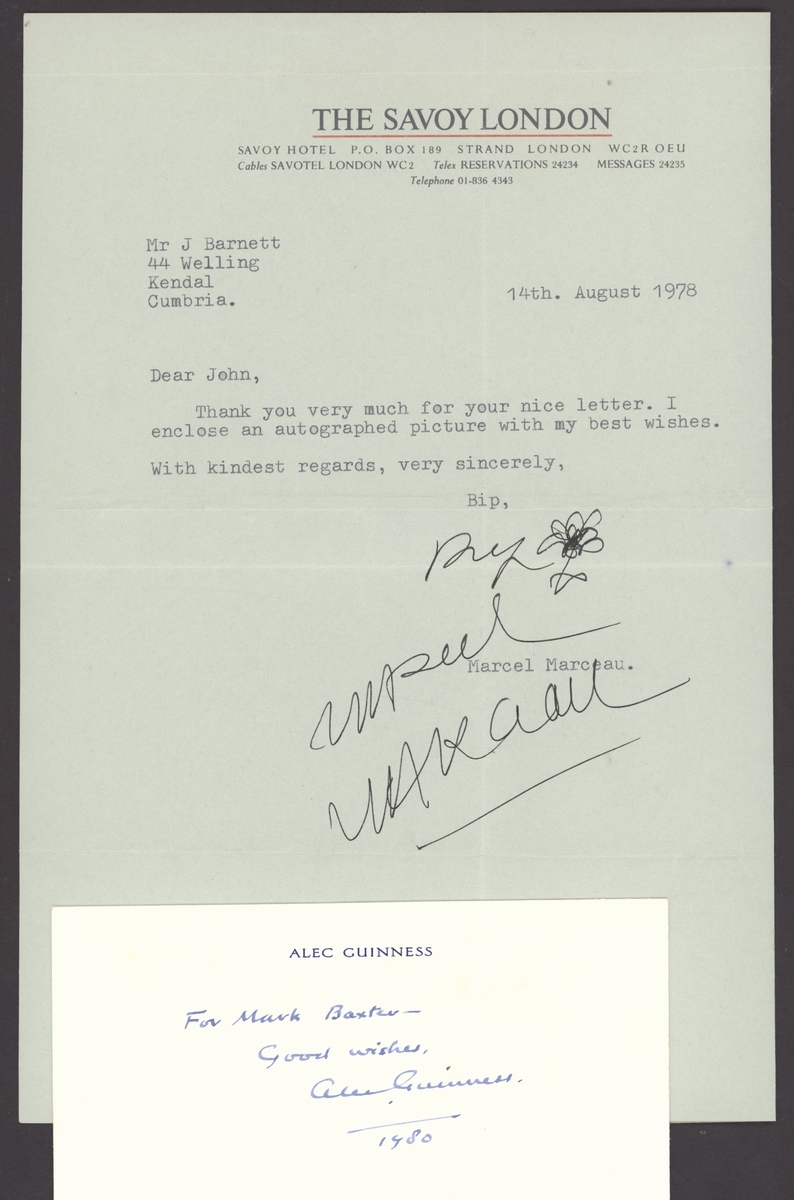 THE SAVOY LONDON
SAVOY HOTEL P.O. BOX 189 STRAND LONDON WC2R OEU
Cables SAVOTEL LONDON WC2 Telex RESERVATIONS 24234 MESSAGES 24235
Telephone 01-836 4343
Mr J Barnett
44 Welling
Kendal
Cumbria.
14th. August 1978
Dear John,
Thank you very much for your nice letter. I
enclose an autographed picture with my best wishes.
With kindest regards, very sincerely,
Bip,
Bip
Marcel
Marcel Marceau.
Marceau
ALEC GUINNESS
For Mark Baxter—
Good wishes,
Alec Guinness.
1980